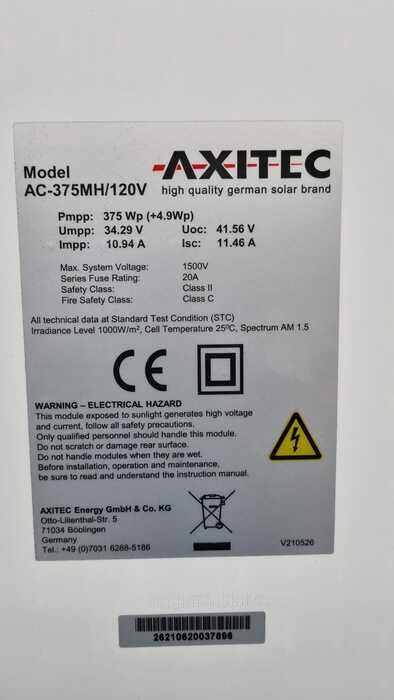 AXITEC
high quality german solar brand
Model
AC-375MH/120V
Pmpp: 375 Wp (+4.9Wp)
Umpp: 34.29 V Uoc: 41.56 V
Impp: 10.94 A Isc: 11.46 A
Max. System Voltage: 1500V
Series Fuse Rating: 20A
Safety Class: Class II
Fire Safety Class: Class C
All technical data at Standard Test Condition (STC)
Irradiance Level 1000W/m², Cell Temperature 25ºC, Spectrum AM 1.5
CE
WARNING – ELECTRICAL HAZARD
This module exposed to sunlight generates high voltage
and current, follow all safety precautions.
Only qualified personnel should handle this module.
Do not scratch or damage rear surface.
Do not handle modules when they are wet.
Before installation, operation and maintenance,
be sure to read and understand the instruction manual.
AXITEC Energy GmbH & Co. KG
Otto-Lilienthal-Str. 5
71034 Böblingen
Germany
Tel.: +49 (0)7031 6288-5186
V210526
26210620037896